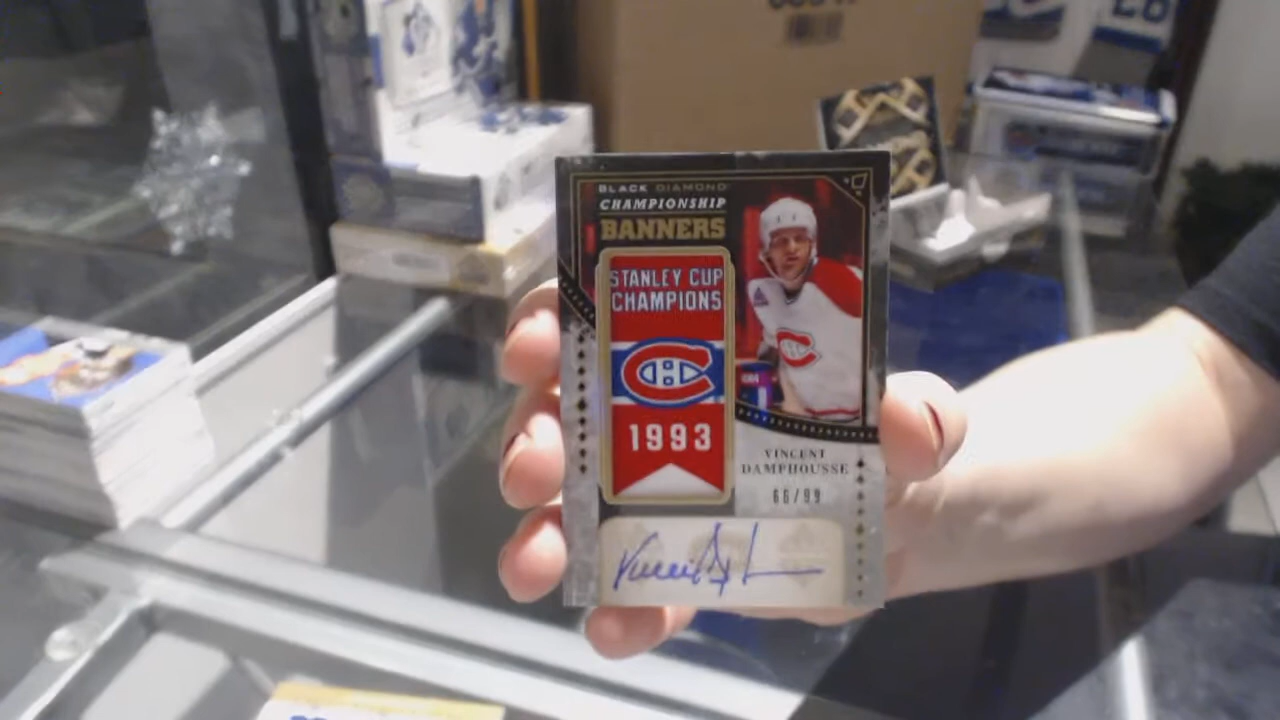 BLACK DIAMOND
CHAMPIONSHIP
BANNERS
STANLEY CUP
CHAMPIONS
1993
VINCENT
DAMPHOUSSE
66/99